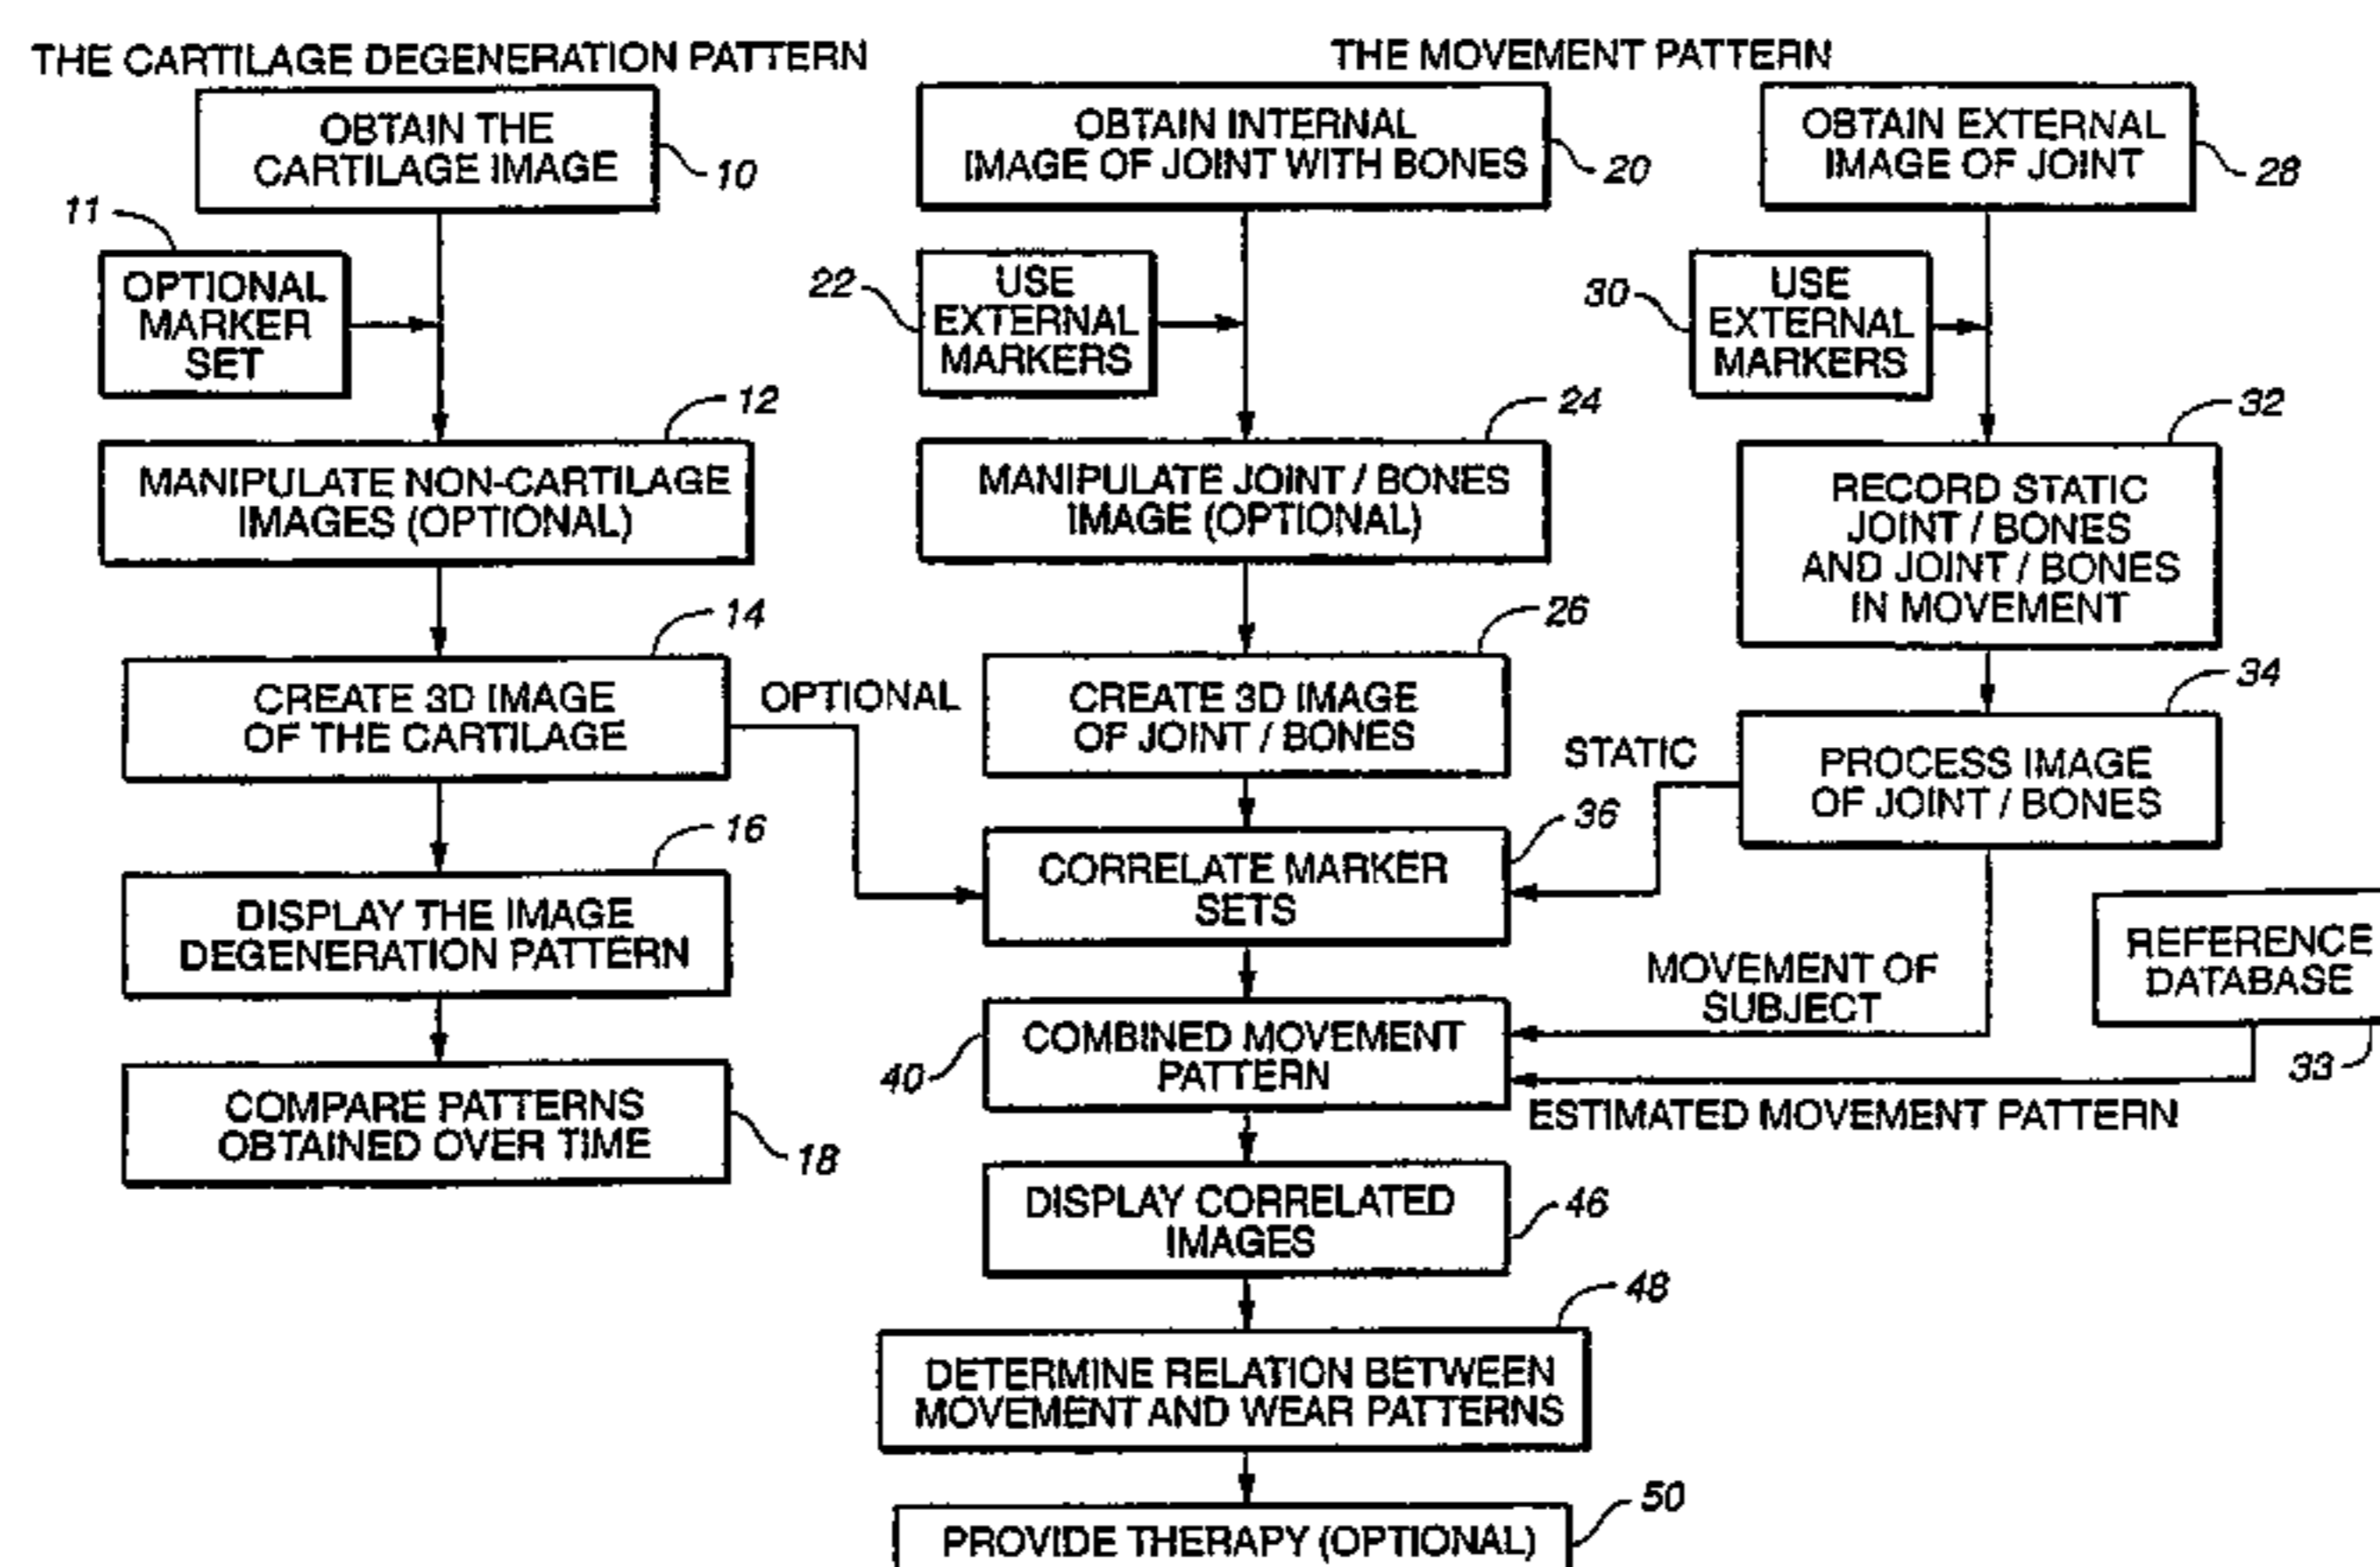 THE CARTILAGE DEGENERATION PATTERN
OBTAIN THE
CARTILAGE IMAGE
10
11
OPTIONAL
MARKER
SET
12
MANIPULATE NON-CARTILAGE
IMAGES (OPTIONAL)
14
CREATE 3D IMAGE
OF THE CARTILAGE
OPTIONAL
16
DISPLAY THE IMAGE
DEGENERATION PATTERN
COMPARE PATTERNS
OBTAINED OVER TIME
18
THE MOVEMENT PATTERN
OBTAIN INTERNAL
IMAGE OF JOINT WITH BONES
20
22
USE
EXTERNAL
MARKERS
24
MANIPULATE JOINT / BONES
IMAGE (OPTIONAL)
26
CREATE 3D IMAGE
OF JOINT / BONES
36
CORRELATE MARKER
SETS
40
COMBINED MOVEMENT
PATTERN
DISPLAY CORRELATED
IMAGES
46
48
DETERMINE RELATION BETWEEN
MOVEMENT AND WEAR PATTERNS
50
PROVIDE THERAPY (OPTIONAL)
OBTAIN EXTERNAL
IMAGE OF JOINT
28
30
USE
EXTERNAL
MARKERS
32
RECORD STATIC
JOINT / BONES
AND JOINT / BONES
IN MOVEMENT
34
STATIC
PROCESS IMAGE
OF JOINT / BONES
MOVEMENT OF
SUBJECT
REFERENCE
DATABASE
33
ESTIMATED MOVEMENT PATTERN